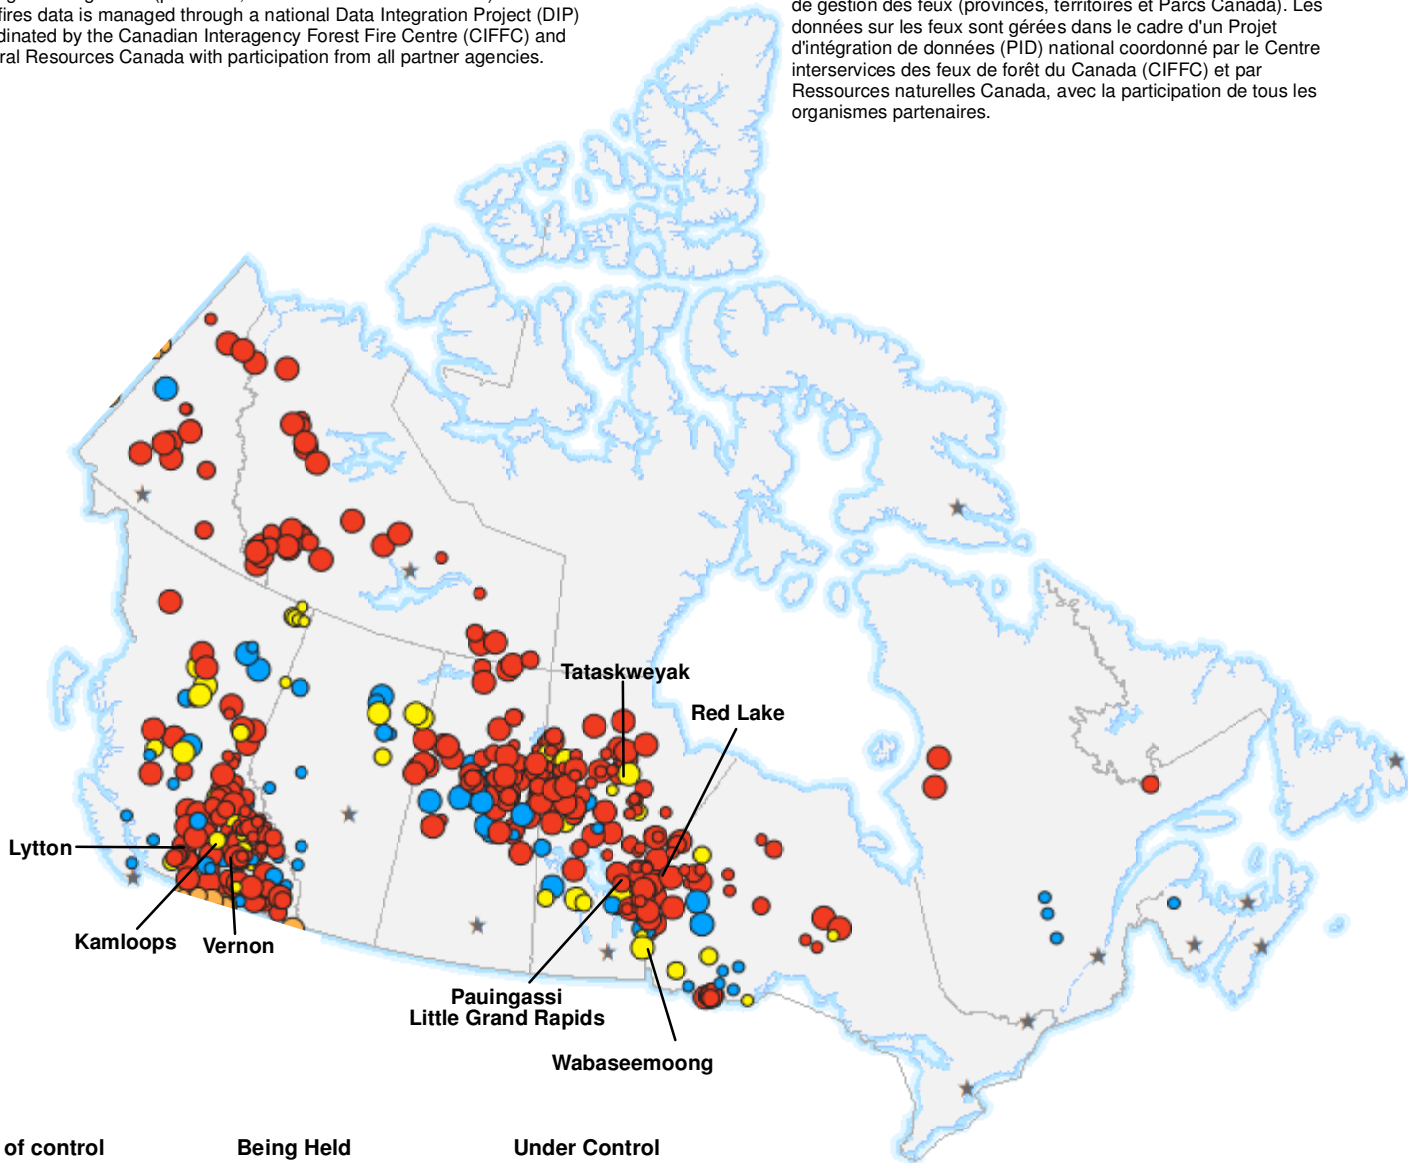 fires data is managed through a national Data Integration Project (DIP)
dinated by the Canadian Interagency Forest Fire Centre (CIFFC) and
ral Resources Canada with participation from all partner agencies.
de gestion des feux (provinces, territoires et Parcs Canada). Les
données sur les feux sont gérées dans le cadre d'un Projet
d'intégration de données (PID) national coordonné par le Centre
interservices des feux de forêt du Canada (CIFFC) et par
Ressources naturelles Canada, avec la participation de tous les
organismes partenaires.
Tataskweyak
Red Lake
Lytton
Kamloops
Vernon
Pauingassi
Little Grand Rapids
Wabaseemoong
of control
Being Held
Under Control